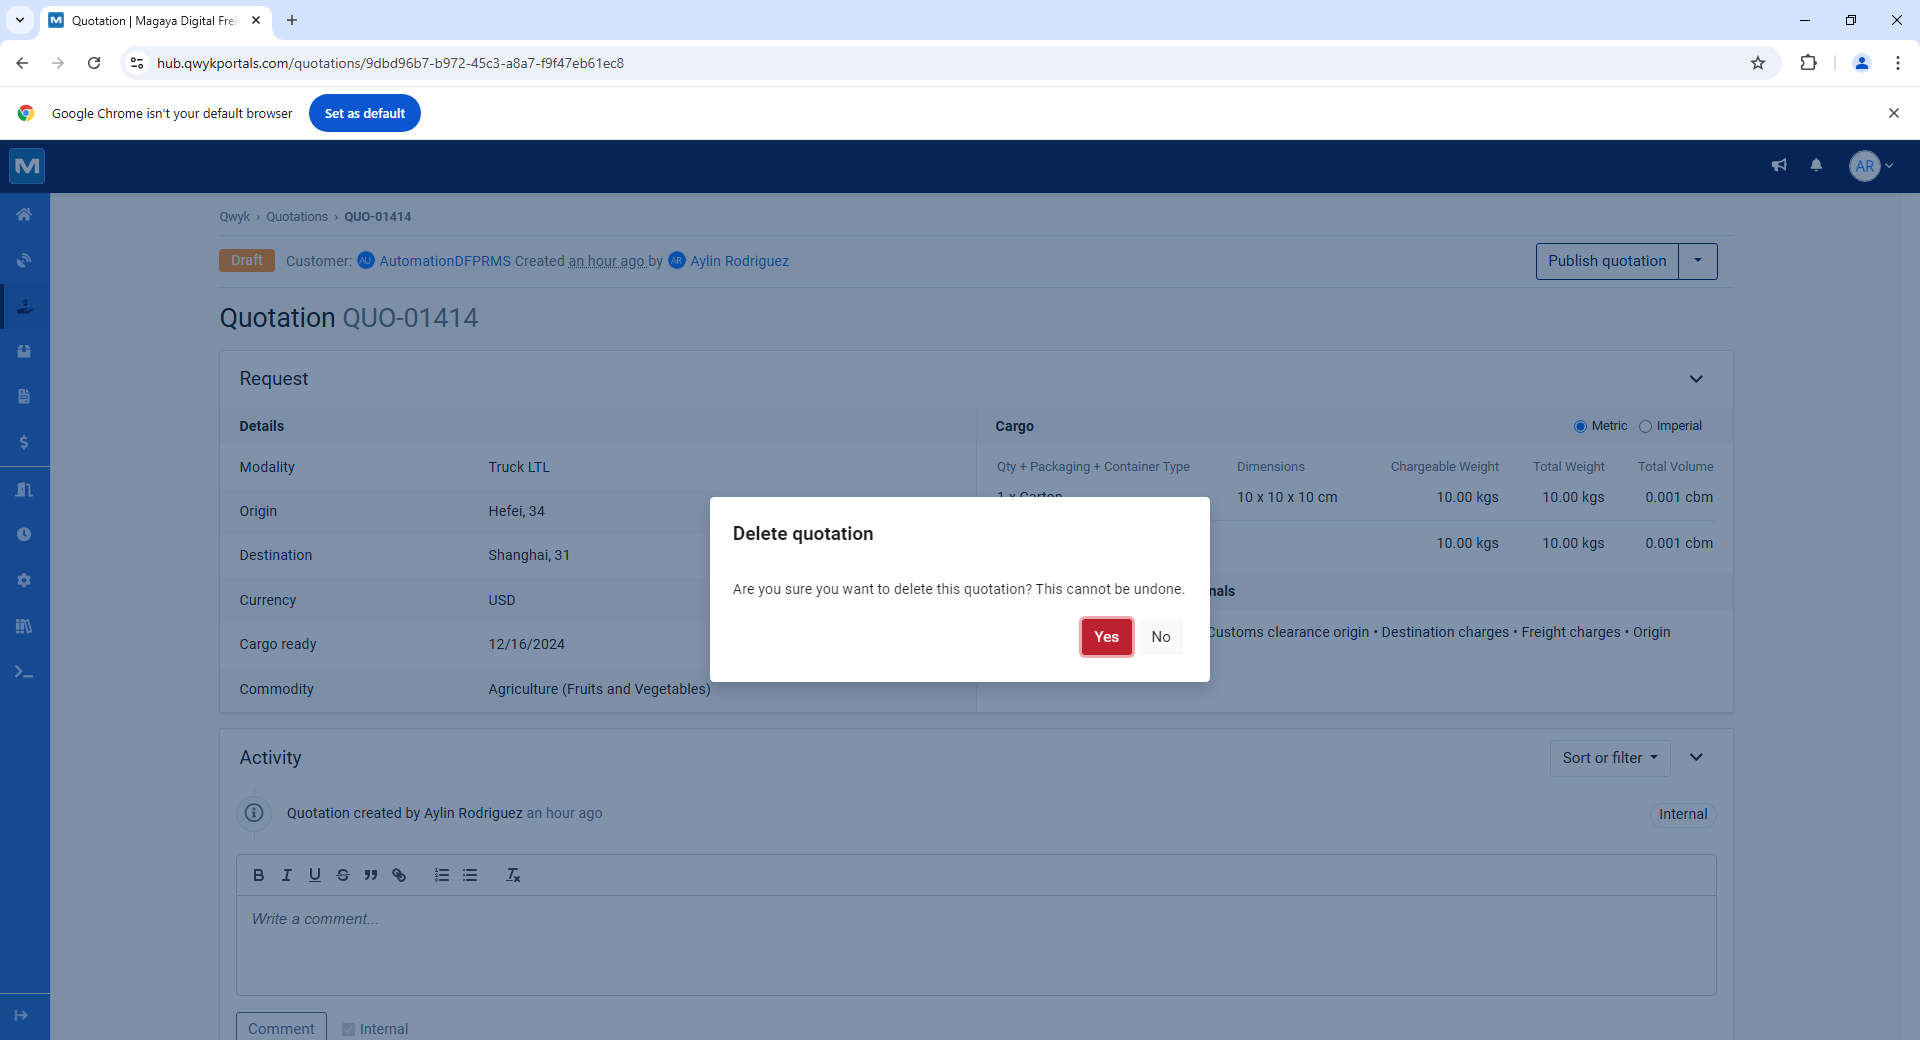 Quotation | Magaya Digital Frei
hub.qwykportals.com/quotations/9dbd96b7-b972-45c3-a8a7-f9f47eb61ec8
Google Chrome isn't your default browser
Set as default
M
AR
Qwyk › Quotations › QUO-01414
Draft
Customer: AU AutomationDFPRMS Created an hour ago by AR Aylin Rodriguez
Publish quotation
Quotation QUO-01414
Request
Details
Cargo
Metric
Imperial
Modality
Truck LTL
Origin
Hefei, 34
Destination
Shanghai, 31
Currency
USD
Cargo ready
12/16/2024
Commodity
Agriculture (Fruits and Vegetables)
Qty + Packaging + Container Type
Dimensions
Chargeable Weight
Total Weight
Total Volume
1 x Carton
10 x 10 x 10 cm
10.00 kgs
10.00 kgs
0.001 cbm
10.00 kgs
10.00 kgs
0.001 cbm
nals
Customs clearance origin • Destination charges • Freight charges • Origin
Delete quotation
Are you sure you want to delete this quotation? This cannot be undone.
Yes
No
Activity
Sort or filter
Quotation created by Aylin Rodriguez an hour ago
Internal
Write a comment...
Comment
Internal